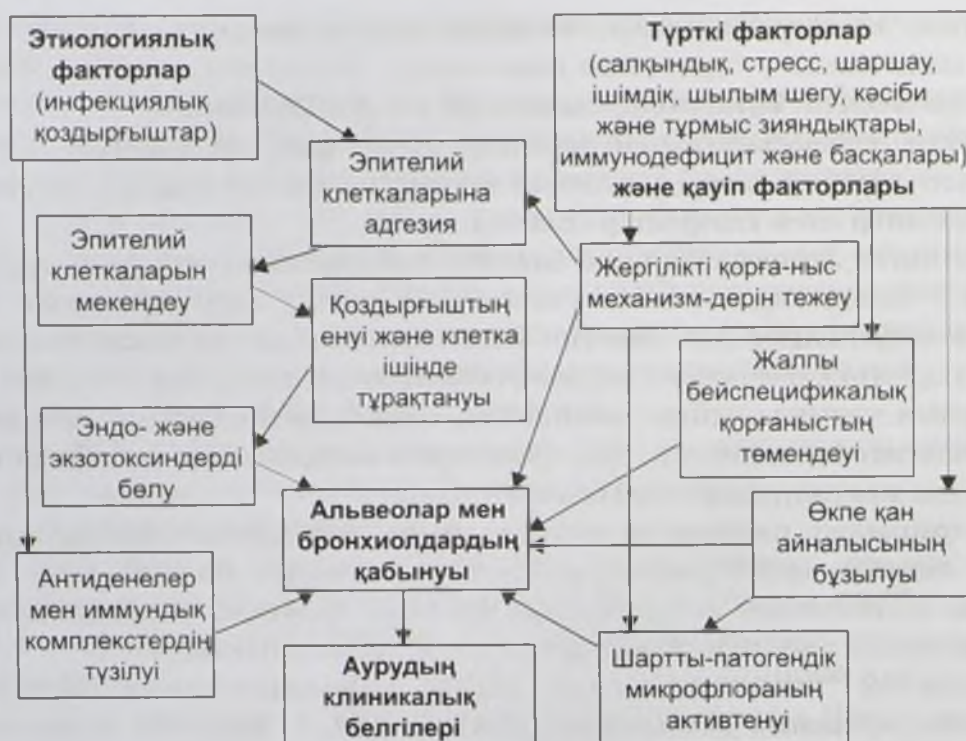 Этиологиялық
факторлар
(инфекциялық
қоздырғыштар)
Түрткі факторлар
(салқындық, стресс, шаршау,
ішімдік, шылым шегу, кәсіби
және тұрмыс зияндықтары,
иммунодефицит және басқалары)
және қауіп факторлары
Эпителий
клеткаларына
адгезия
Эпителий
клеткаларын
мекендеу
Жергілікті қорға-ныс
механизм-дерін тежеу
Қоздырғыштың
енуі және клетка
ішінде
тұрақтануы
Жалпы
бейспецификалық
қорғаныстың
төмендеуі
Эндо- және
экзотоксиндерді
бөлу
Альвеолар мен
бронхиолдардың
қабынуы
Өкпе қан
айналысының
бұзылуы
Антиденелер
мен иммундық
комплекстердің
түзілуі
Аурудың
клиникалық
белгілері
Шартты-патогендік
микрофлораның
активтенуі